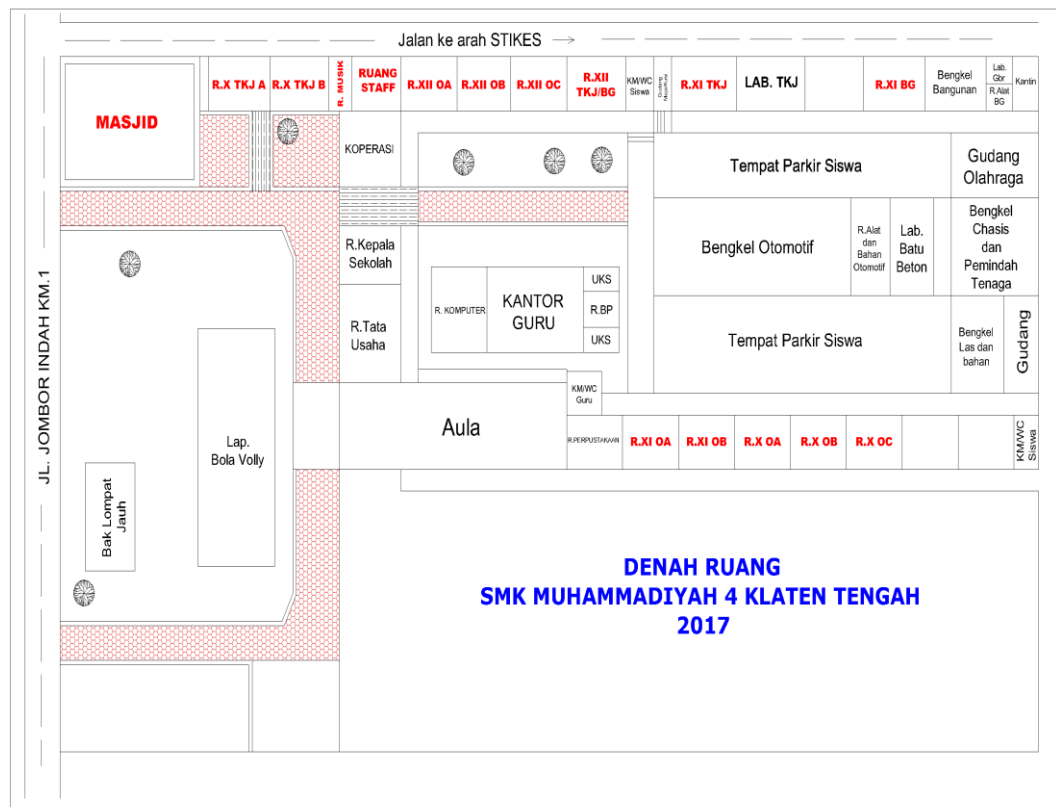 Jalan ke arah STIKES
JL. JOMBOR INDAH KM.1
MASJID
R.X TKJ A
R.X TKJ B
R. MUSIK
RUANG
STAFF
R.XII OA
R.XII OB
R.XII OC
R.XII
TKJ/BG
KM/WC
Siswa
R.XI TKJ
LAB. TKJ
R.XI BG
Bengkel
Bangunan
Lab.
Gbr
R.Alat
BG
Kantin
KOPERASI
Tempat Parkir Siswa
Gudang
Olahraga
R.Kepala
Sekolah
Bengkel Otomotif
R.Alat
dan
Bahan
Otomotif
Lab.
Batu
Beton
Bengkel
Chasis
dan
Pemindah
Tenaga
R. KOMPUTER
KANTOR
GURU
UKS
R.BP
UKS
R.Tata
Usaha
Tempat Parkir Siswa
Bengkel
Las dan
bahan
Gudang
KM/WC
Guru
Aula
R.PERPUSTAKAAN
R.XI OA
R.XI OB
R.X OA
R.X OB
R.X OC
KM/WC
Siswa
Lap.
Bola Volly
Bak Lompat
Jauh
DENAH RUANG
SMK MUHAMMADIYAH 4 KLATEN TENGAH
2017